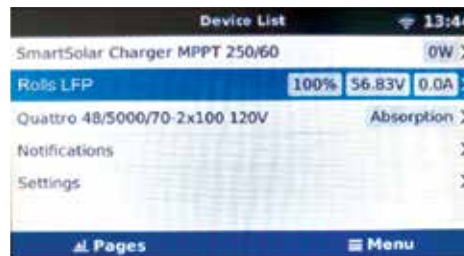 Device List 13:44
SmartSolar Charger MPPT 250/60 0W
Rolls LFP 100% 56.83V 0.0A
Quattro 48/5000/70-2x100 120V Absorption
Notifications
Settings
Pages Menu